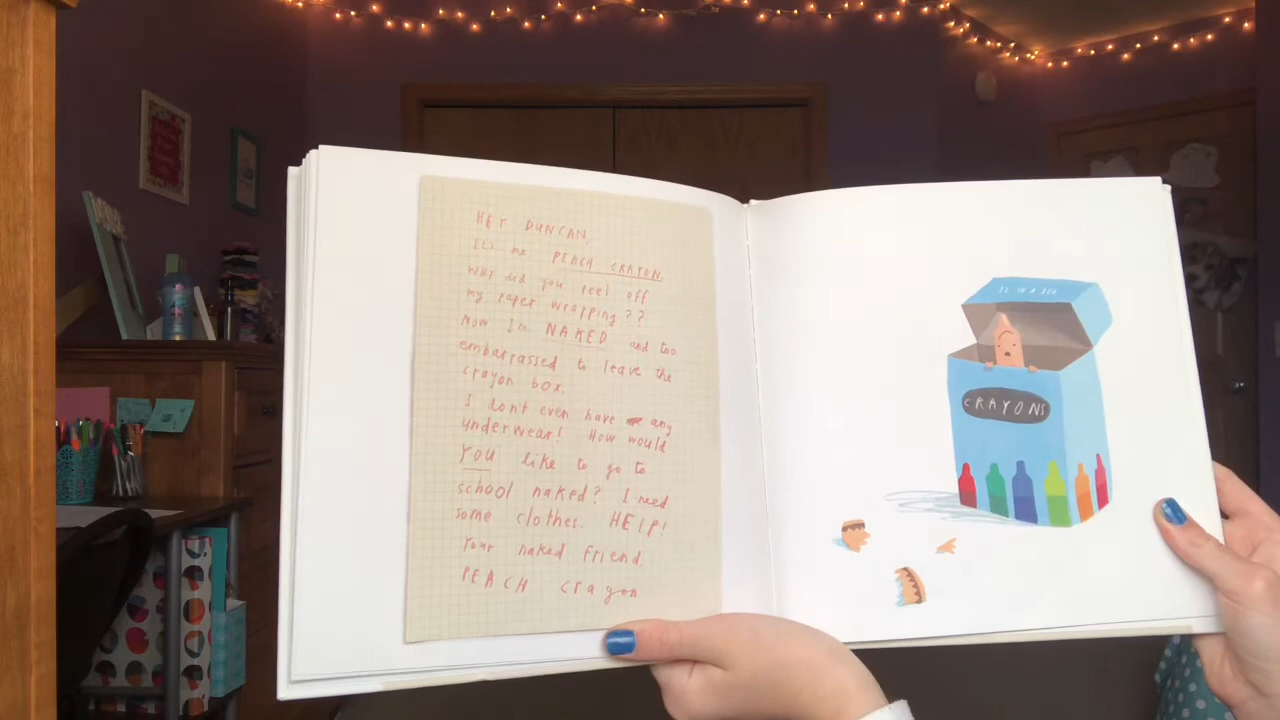 HEY DUNCAN,
It's me PEACH CRAYON.
WHY did you peel off
my paper wrapping??
Now I'm NAKED and too
embarrassed to leave the
crayon box.
I don't even have any
underwear! How would
YOU like to go to
school naked? I need
some clothes. HELP!
Your naked friend,
PEACH crayon
CRAYONS